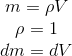 m = ρV
ρ = 1
dm = dV